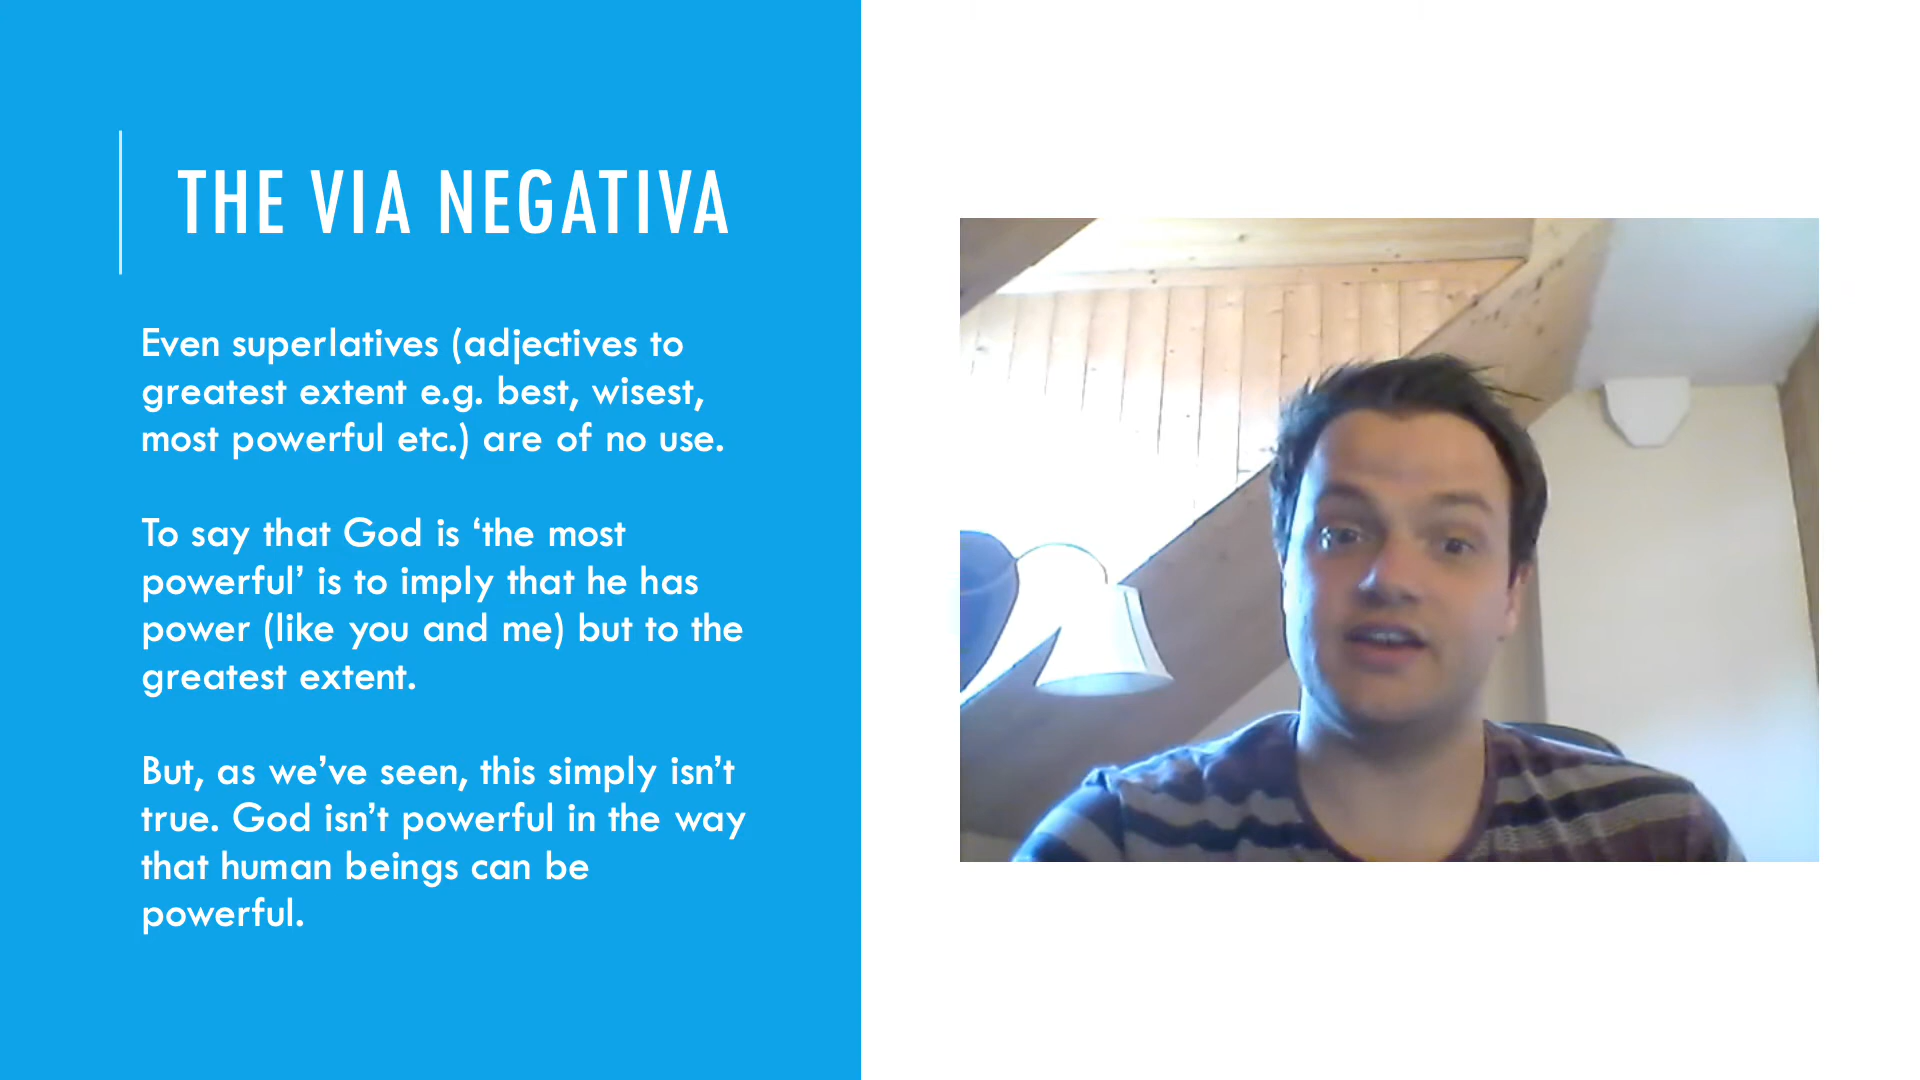 THE VIA NEGATIVA
Even superlatives (adjectives to
greatest extent e.g. best, wisest,
most powerful etc.) are of no use.
To say that God is ‘the most
powerful’ is to imply that he has
power (like you and me) but to the
greatest extent.
But, as we’ve seen, this simply isn’t
true. God isn’t powerful in the way
that human beings can be
powerful.